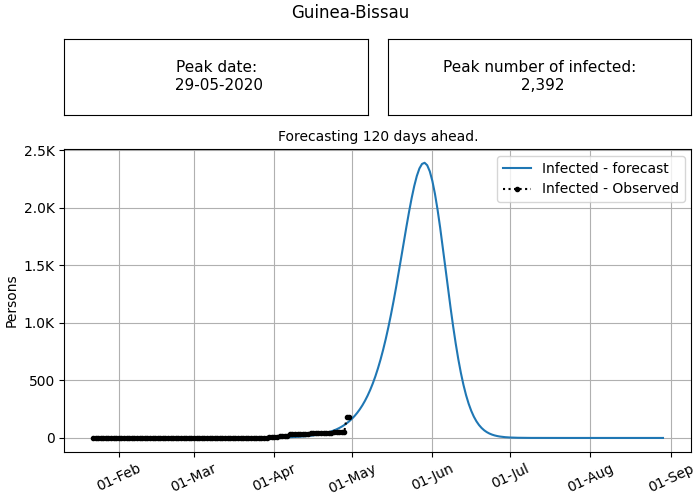 Guinea-Bissau
Peak date:
29-05-2020
Peak number of infected:
2,392
Forecasting 120 days ahead.
Infected - forecast
Infected - Observed
Persons
2.5K
2.0K
1.5K
1.0K
500
0
01-Feb
01-Mar
01-Apr
01-May
01-Jun
01-Jul
01-Aug
01-Sep